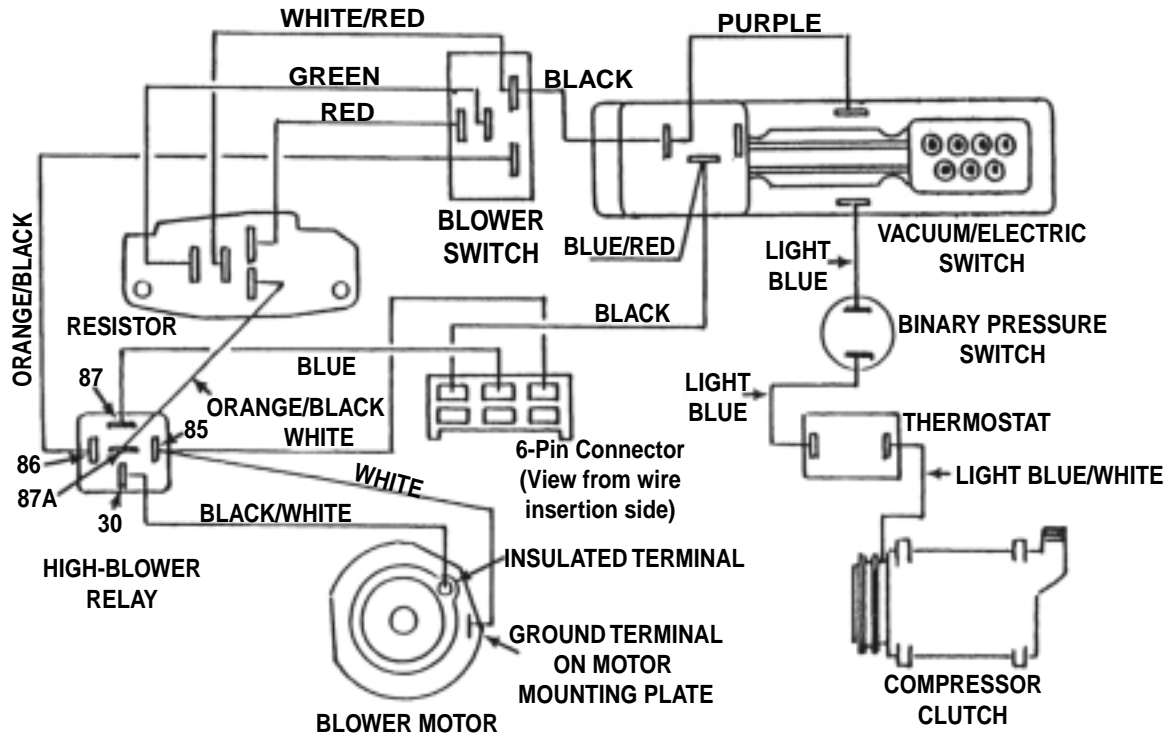 WHITE/RED
PURPLE
GREEN
BLACK
RED
BLOWER
SWITCH
ORANGE/BLACK
BLUE/RED
LIGHT
BLUE
VACUUM/ELECTRIC
SWITCH
RESISTOR
BLACK
BINARY PRESSURE
SWITCH
BLUE
87
LIGHT
BLUE
ORANGE/BLACK
WHITE
85
THERMOSTAT
86
6-Pin Connector
(View from wire
insertion side)
87A
30
WHITE
LIGHT BLUE/WHITE
BLACK/WHITE
HIGH-BLOWER
RELAY
INSULATED TERMINAL
GROUND TERMINAL
ON MOTOR
MOUNTING PLATE
BLOWER MOTOR
COMPRESSOR
CLUTCH